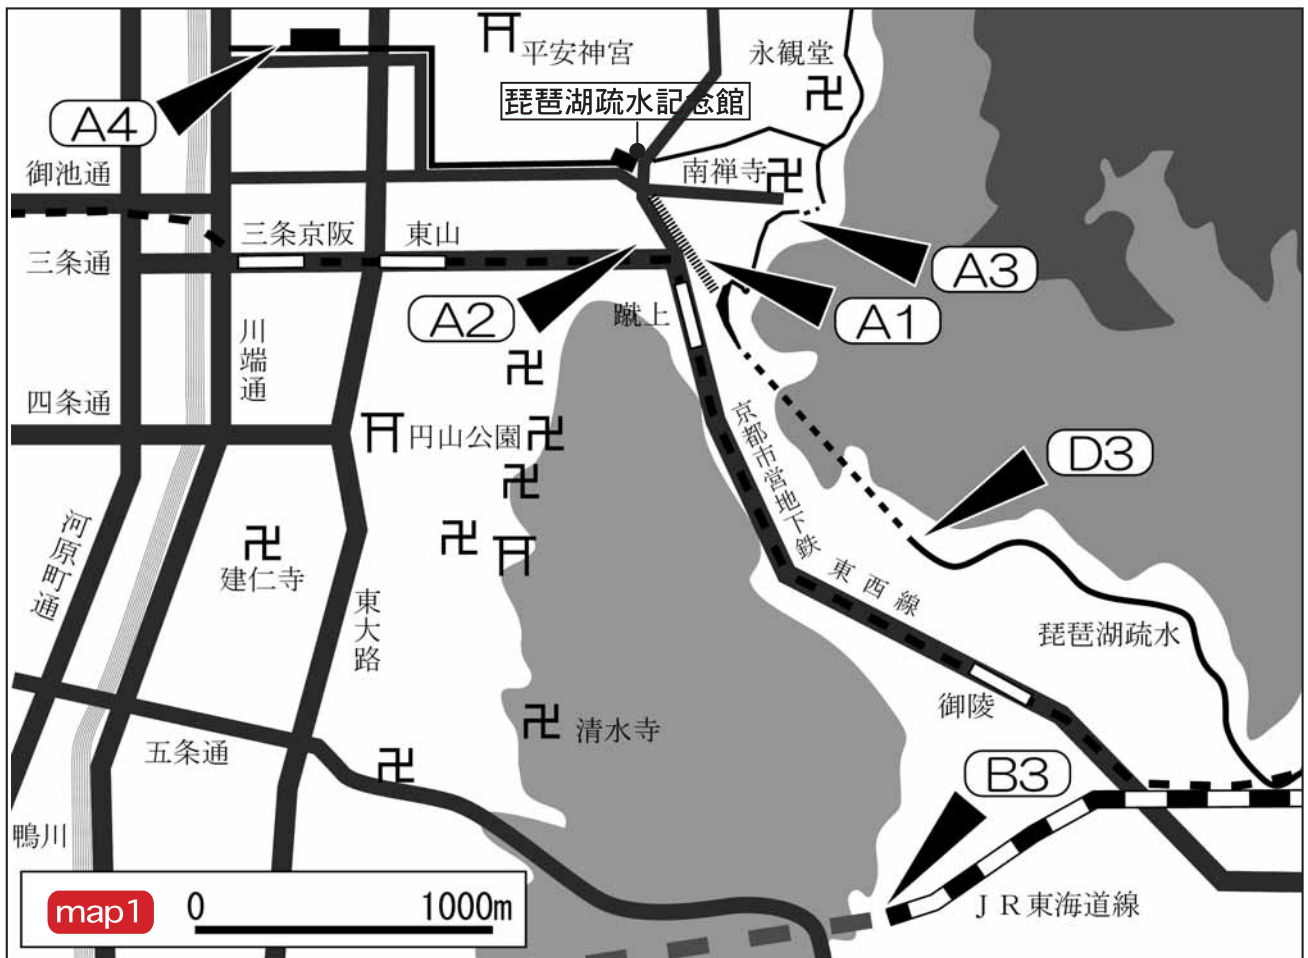 平安神宮
永観堂
琵琶湖疏水記念館
A4
御池通
南禅寺
三条京阪
東山
三条通
A3
A2
蹴上
A1
川端通
四条通
円山公園
京都市営地下鉄
東西線
D3
河原町通
建仁寺
東大路
琵琶湖疏水
御陵
清水寺
五条通
B3
鴨川
JR東海道線
map1
0 1000m